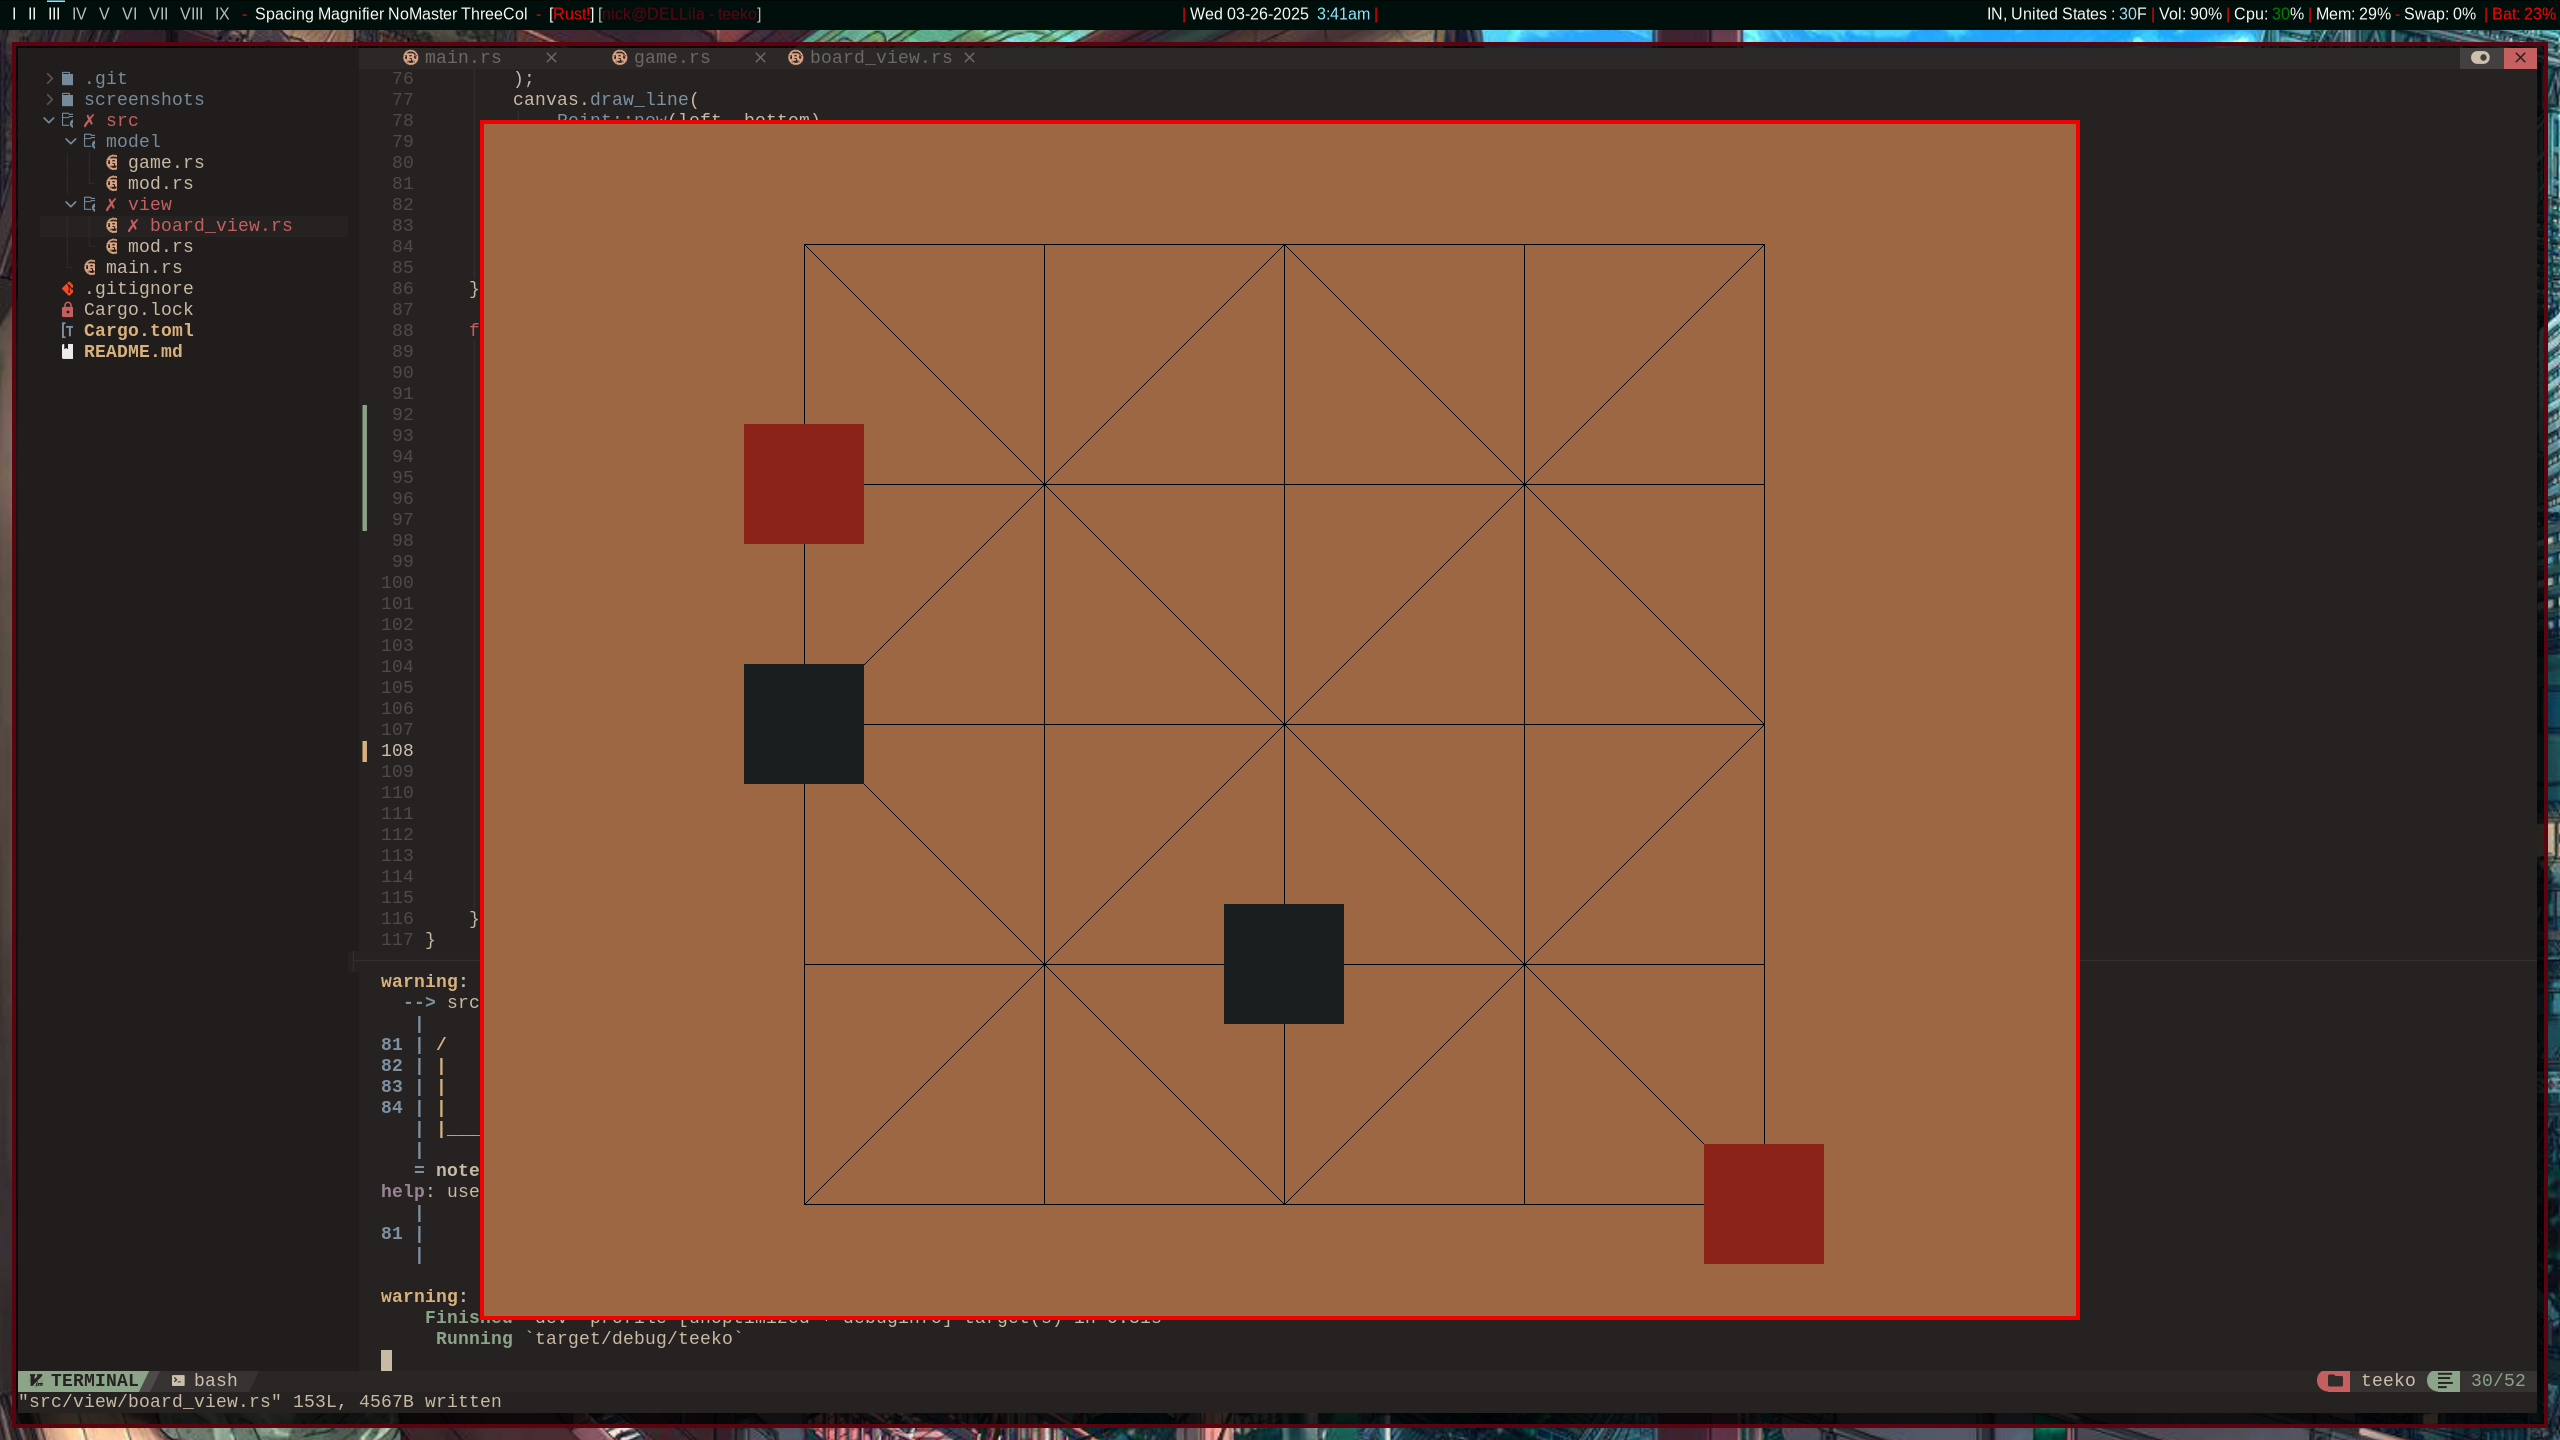 I II III IV V VI VII VIII IX - Spacing Magnifier NoMaster ThreeCol - [Rust!] [nick@DELLila - teeko] | Wed 03-26-2025 3:41am | IN, United States : 30F | Vol: 90% | Cpu: 30% | Mem: 29% - Swap: 0% | Bat: 23%
main.rs game.rs board_view.rs
.git
screenshots
✗ src
model
game.rs
mod.rs
✗ view
✗ board_view.rs
mod.rs
main.rs
.gitignore
Cargo.lock
Cargo.toml
README.md
76 );
77 canvas.draw_line(
78 Point::new(left, bottom)
79
80
81
82
83
84
85
86 }
87
88 f
89
90
91
92
93
94
95
96
97
98
99
100
101
102
103
104
105
106
107
108
109
110
111
112
113
114
115
116 }
117 }
warning:
--> src
|
81 | /
82 | |
83 | |
84 | |
| |___
|
= note
help: use
|
81 |
|
warning:
Finished `dev` profile [unoptimized + debuginfo] target(s) in
Running `target/debug/teeko`
TERMINAL bash teeko 30/52
"src/view/board_view.rs" 153L, 4567B written